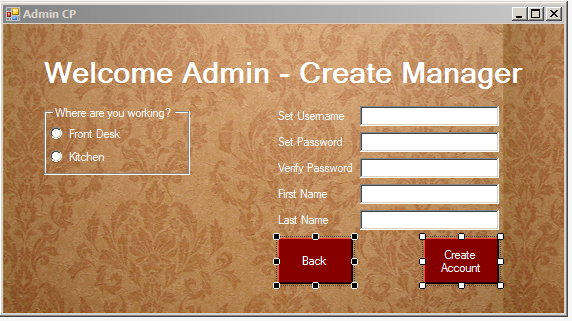 Admin CP
Welcome Admin - Create Manager
Where are you working?
Front Desk
Kitchen
Set Username
Set Password
Verify Password
First Name
Last Name
Back
Create
Account